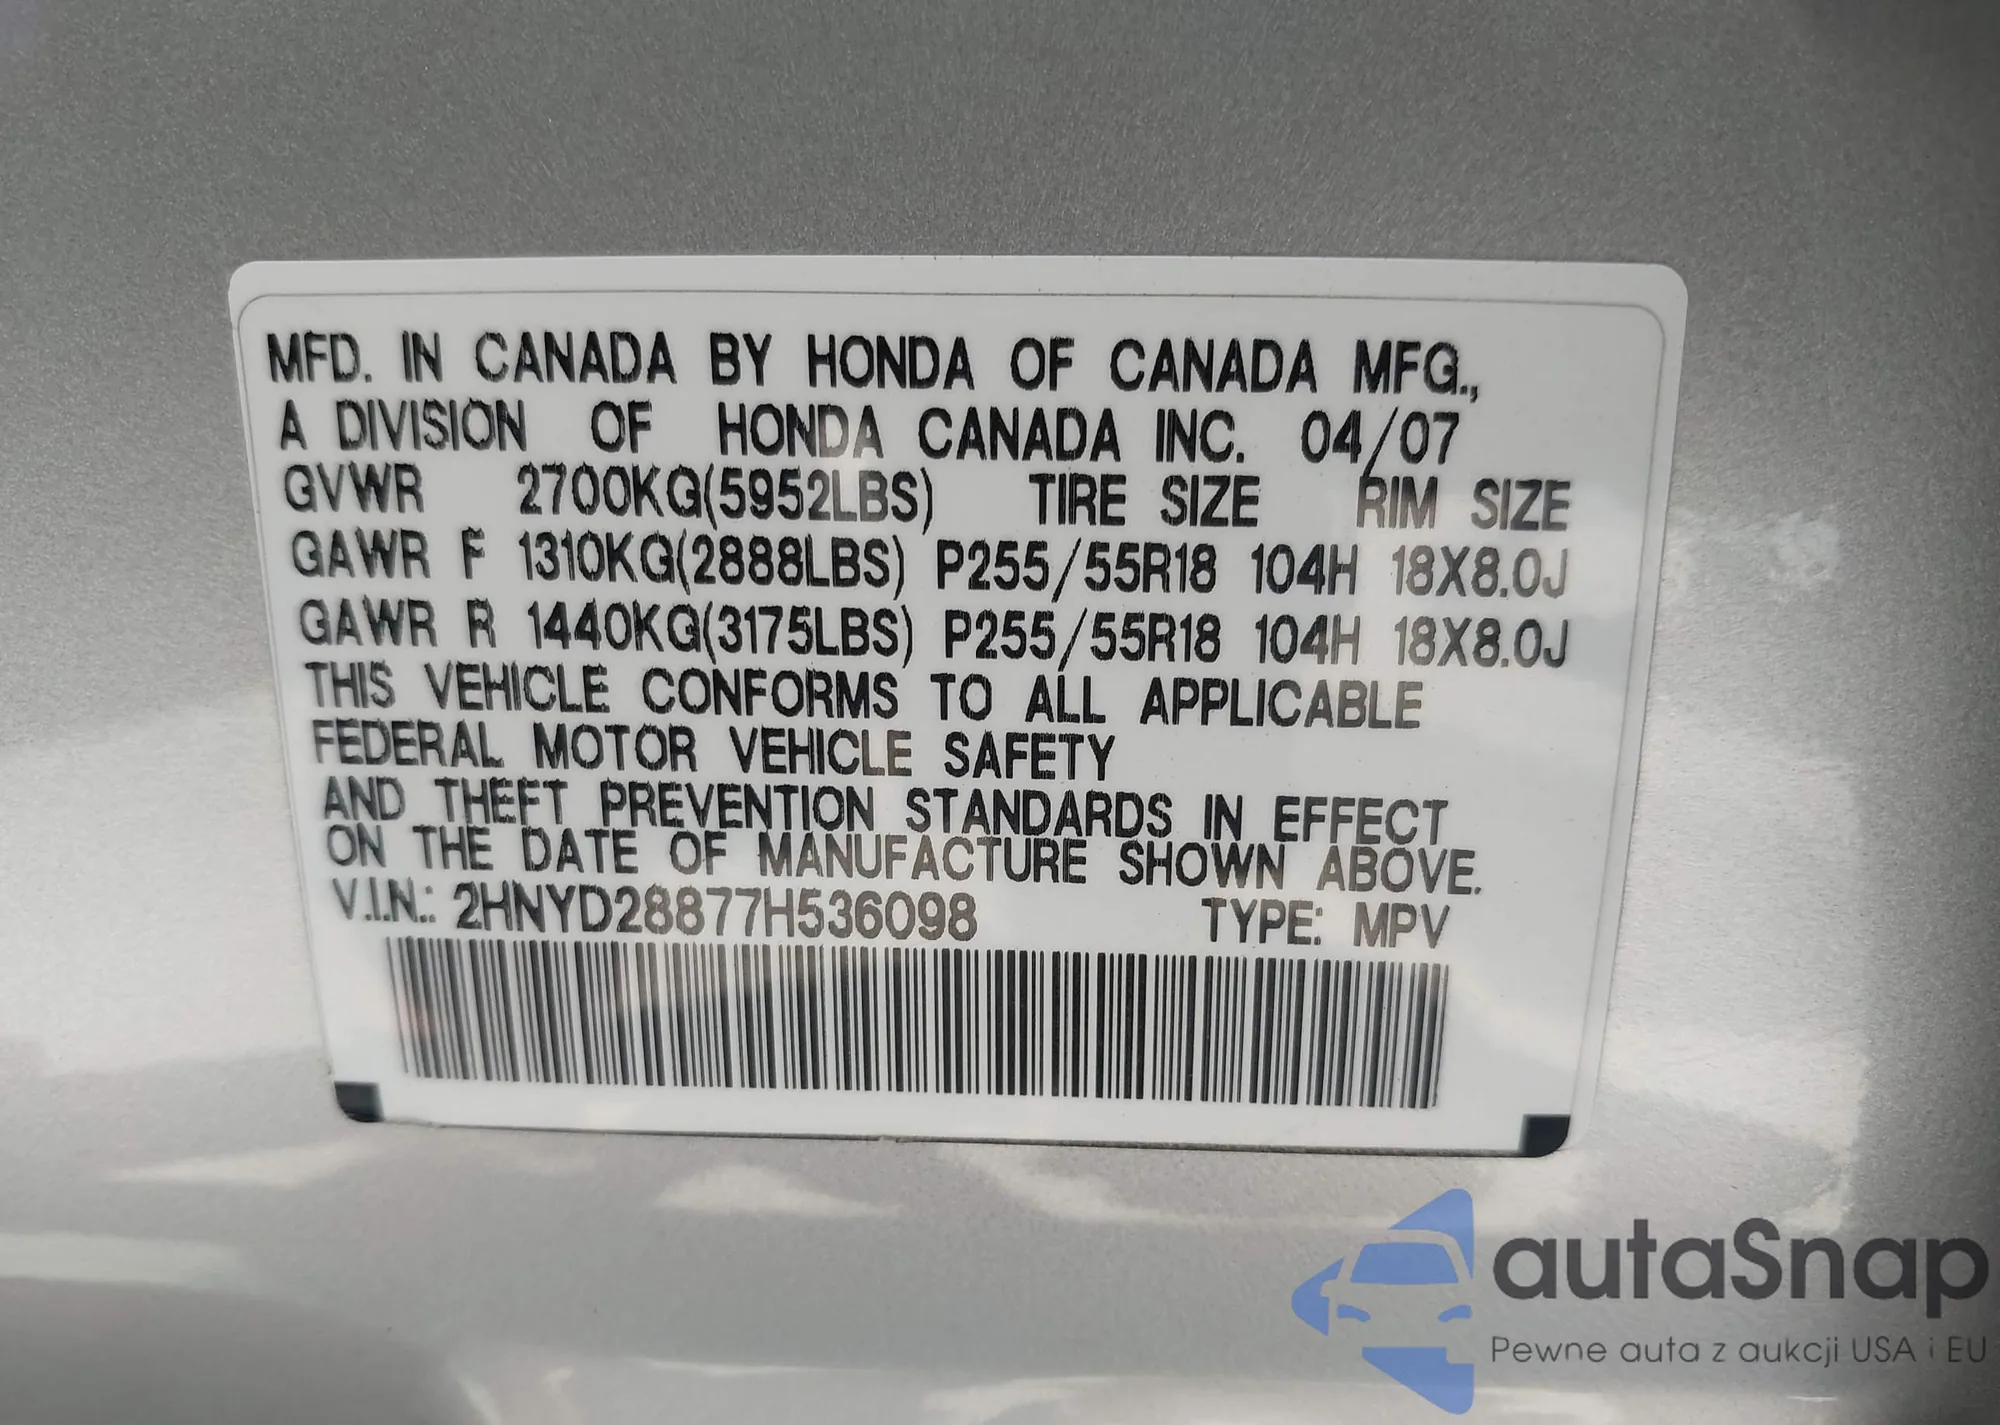 MFD. IN CANADA BY HONDA OF CANADA MFG.,
A DIVISION OF HONDA CANADA INC. 04/07
GVWR 2700KG(5952LBS) TIRE SIZE RIM SIZE
GAWR F 1310KG(2888LBS) P255/55R18 104H 18X8.0J
GAWR R 1440KG(3175LBS) P255/55R18 104H 18X8.0J
THIS VEHICLE CONFORMS TO ALL APPLICABLE
FEDERAL MOTOR VEHICLE SAFETY
AND THEFT PREVENTION STANDARDS IN EFFECT
ON THE DATE OF MANUFACTURE SHOWN ABOVE.
V.I.N.: 2HNYD28877H536098 TYPE: MPV
autaSnap
Pewne auta z aukcji USA i EU